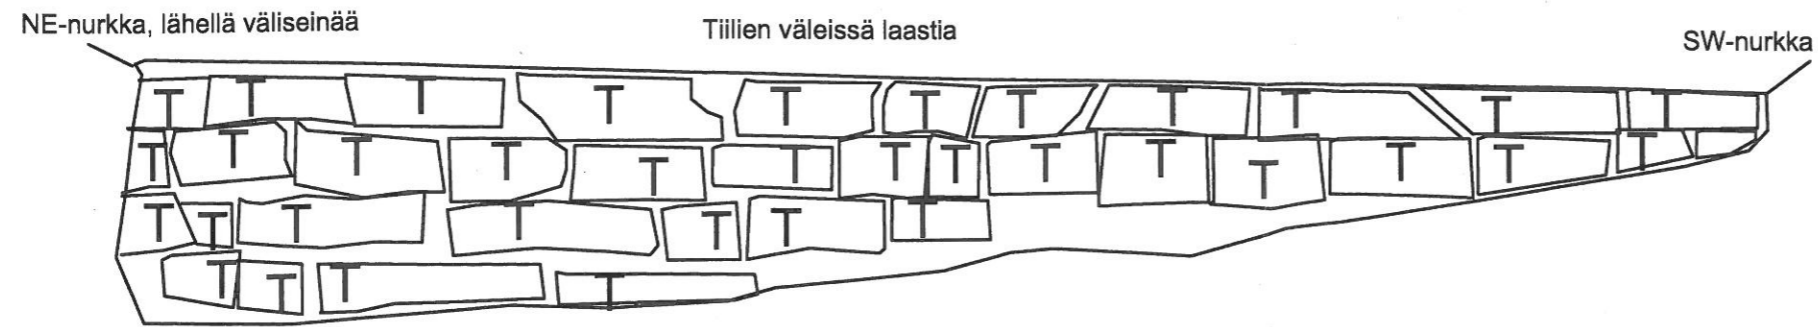 NE-nurkka, lähellä väliseinää
Tiilien väleissä laastia
SW-nurkka
T T T T T T T T T T T
T T T T T T T T T T T T T T
T T T T T T T
T T T T